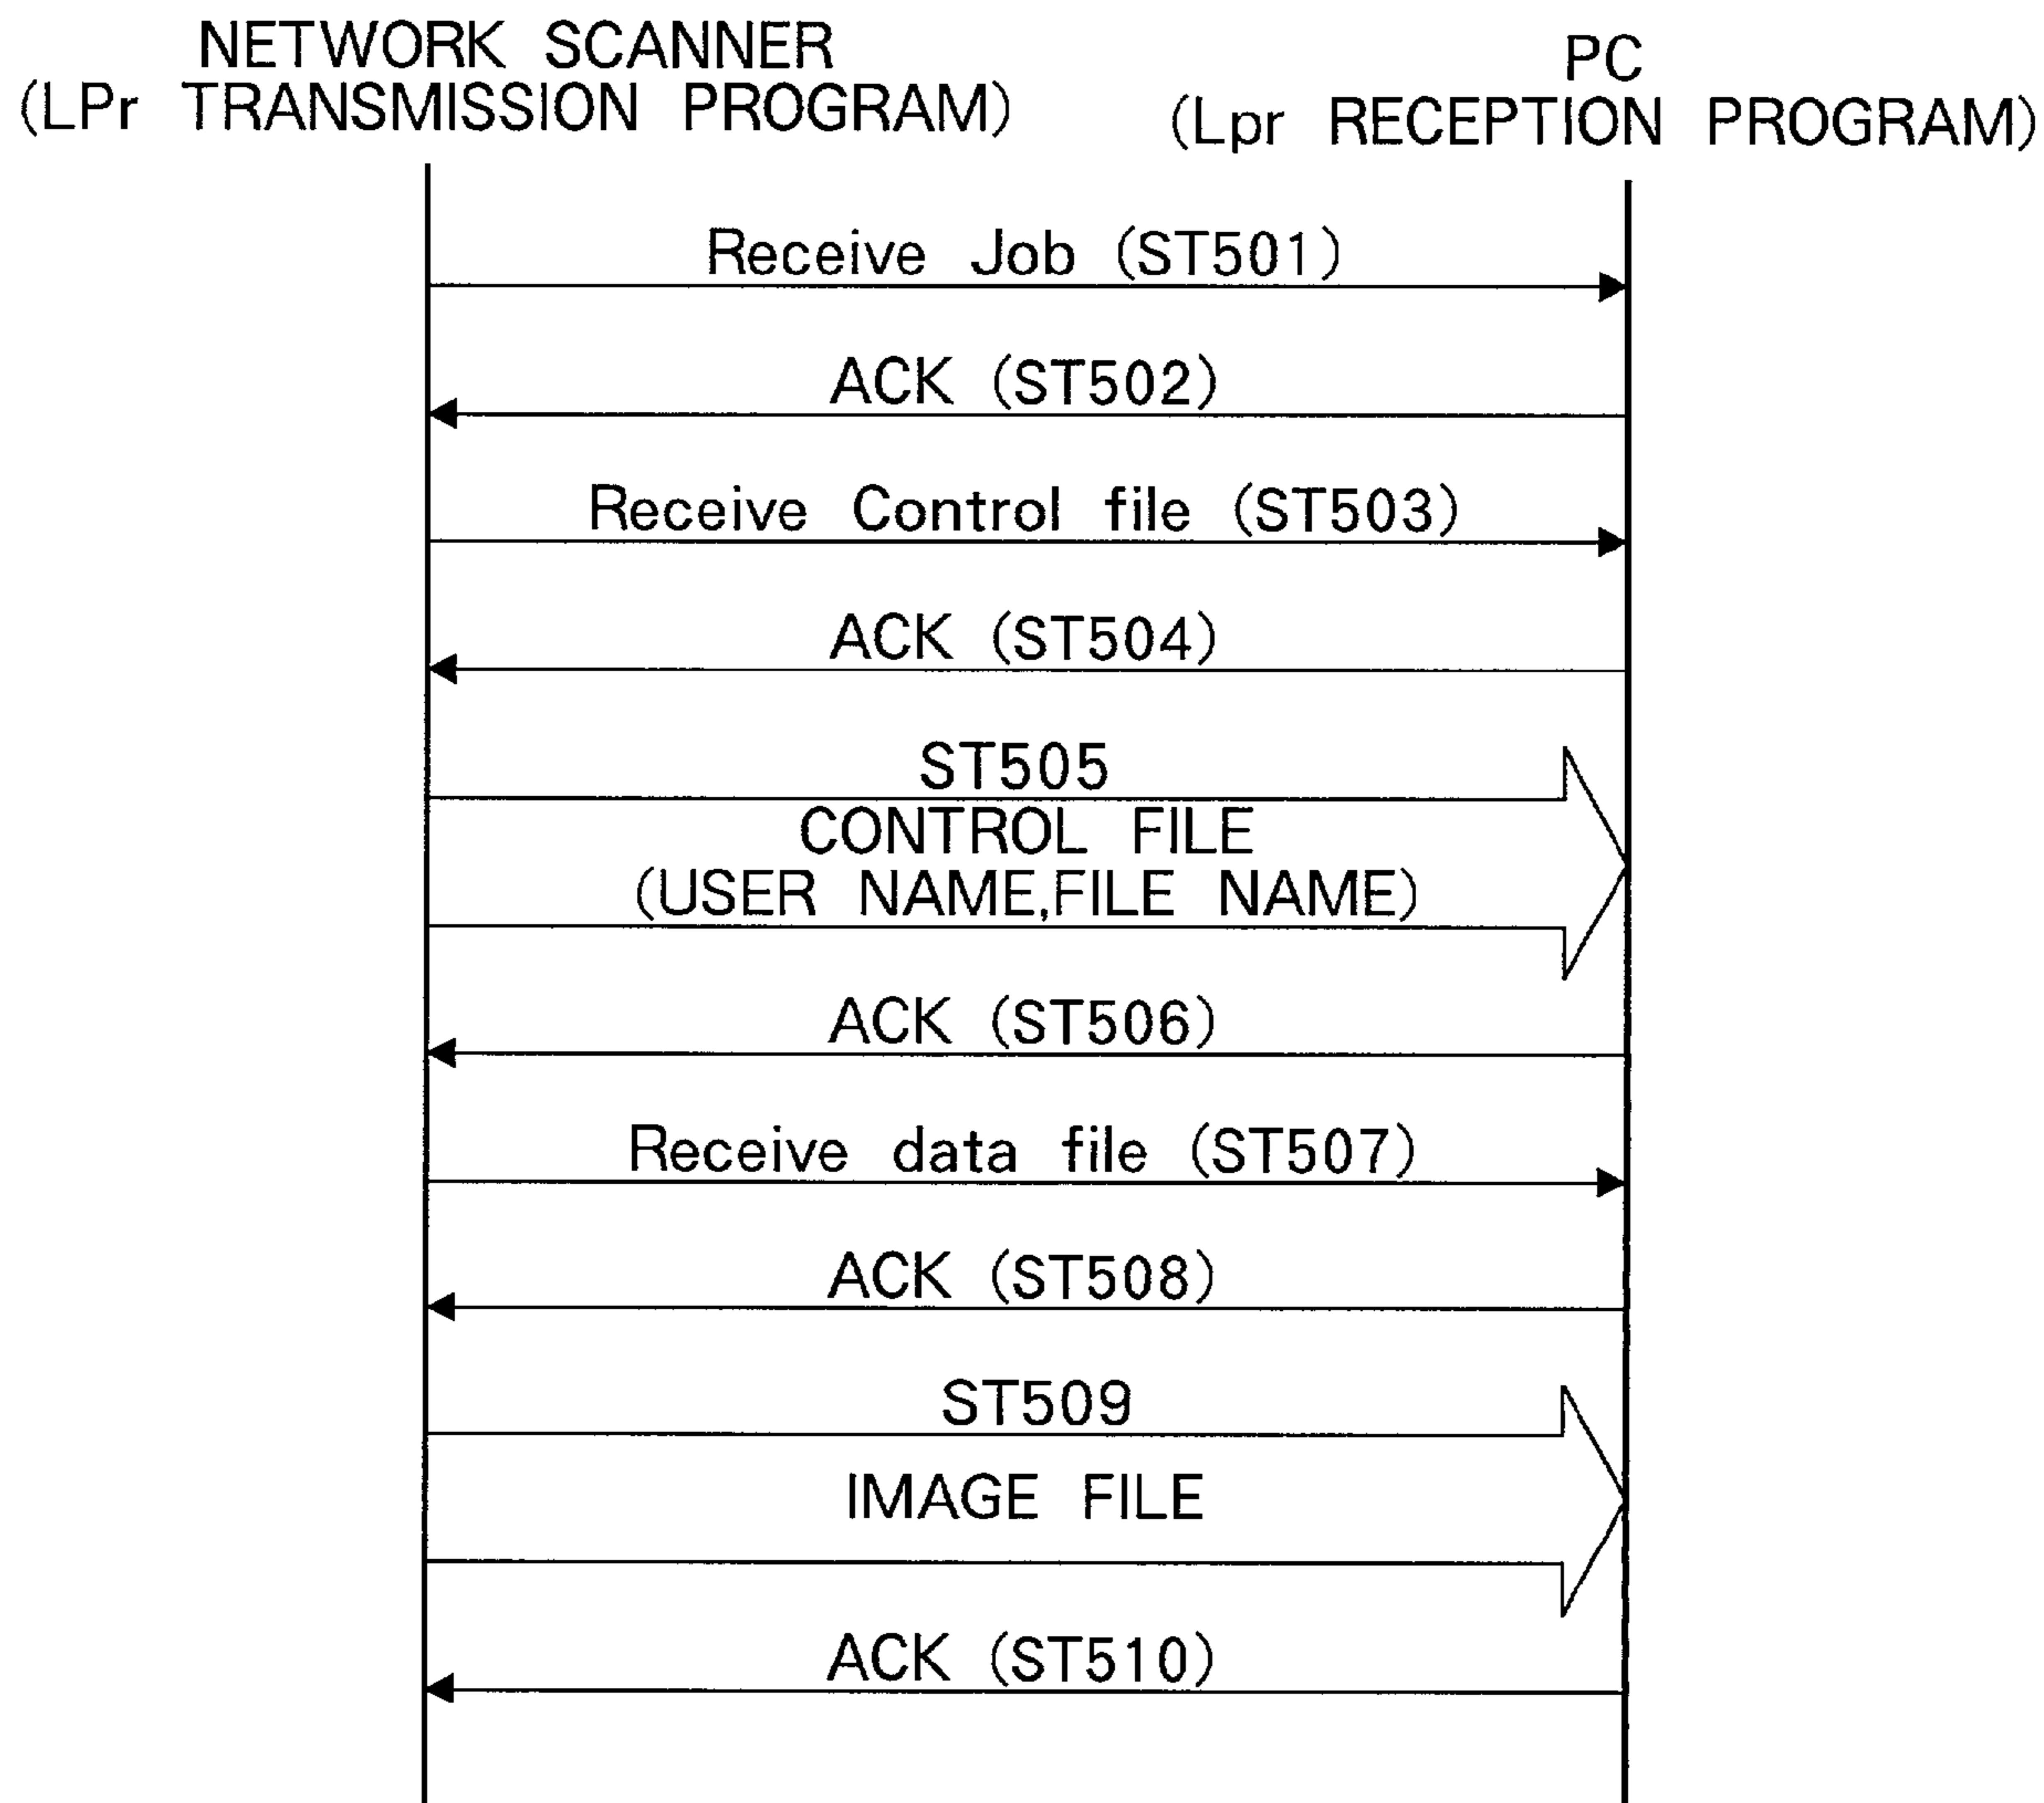 NETWORK SCANNER
(LPr TRANSMISSION PROGRAM)
PC
(Lpr RECEPTION PROGRAM)
Receive Job (ST501)
ACK (ST502)
Receive Control file (ST503)
ACK (ST504)
ST505
CONTROL FILE
(USER NAME,FILE NAME)
ACK (ST506)
Receive data file (ST507)
ACK (ST508)
ST509
IMAGE FILE
ACK (ST510)